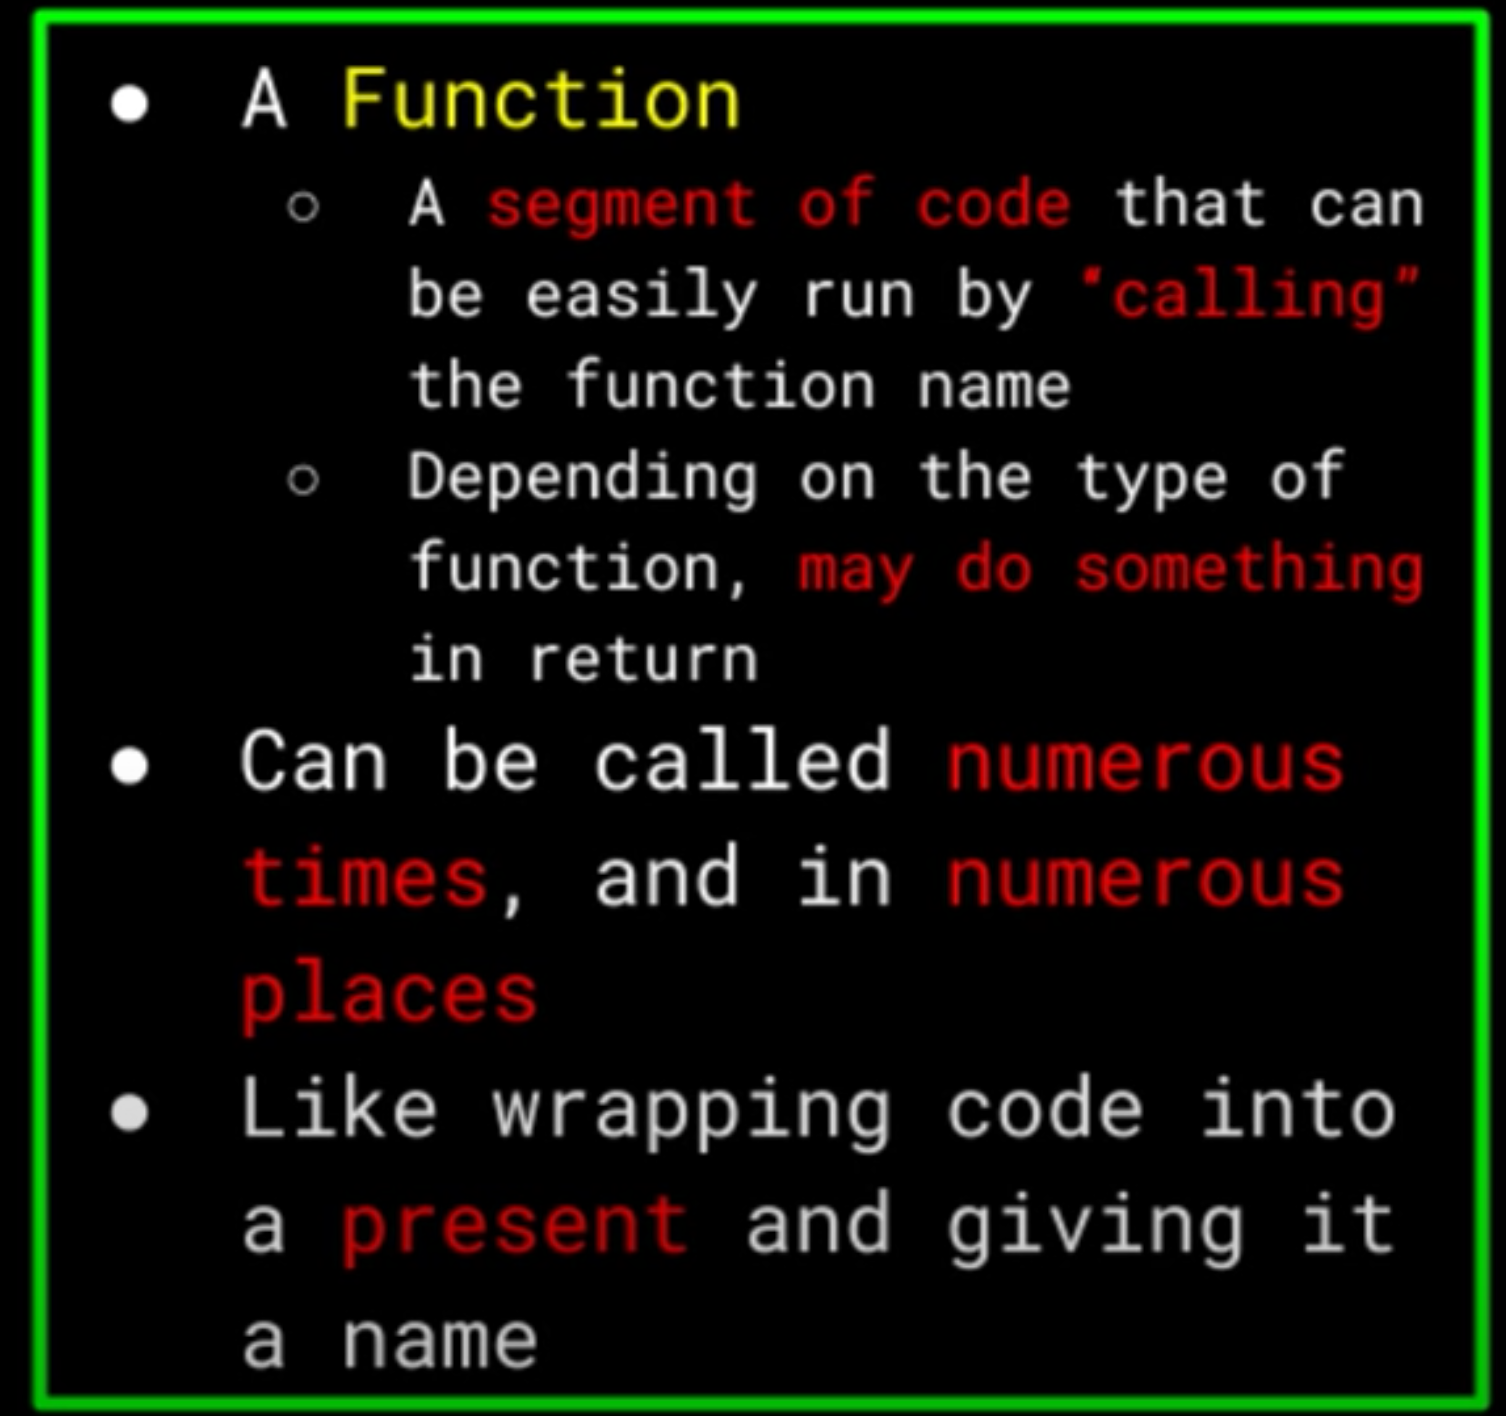 ● A Function
○ A segment of code that can
be easily run by “calling”
the function name
○ Depending on the type of
function, may do something
in return
● Can be called numerous
times, and in numerous
places
● Like wrapping code into
a present and giving it
a name